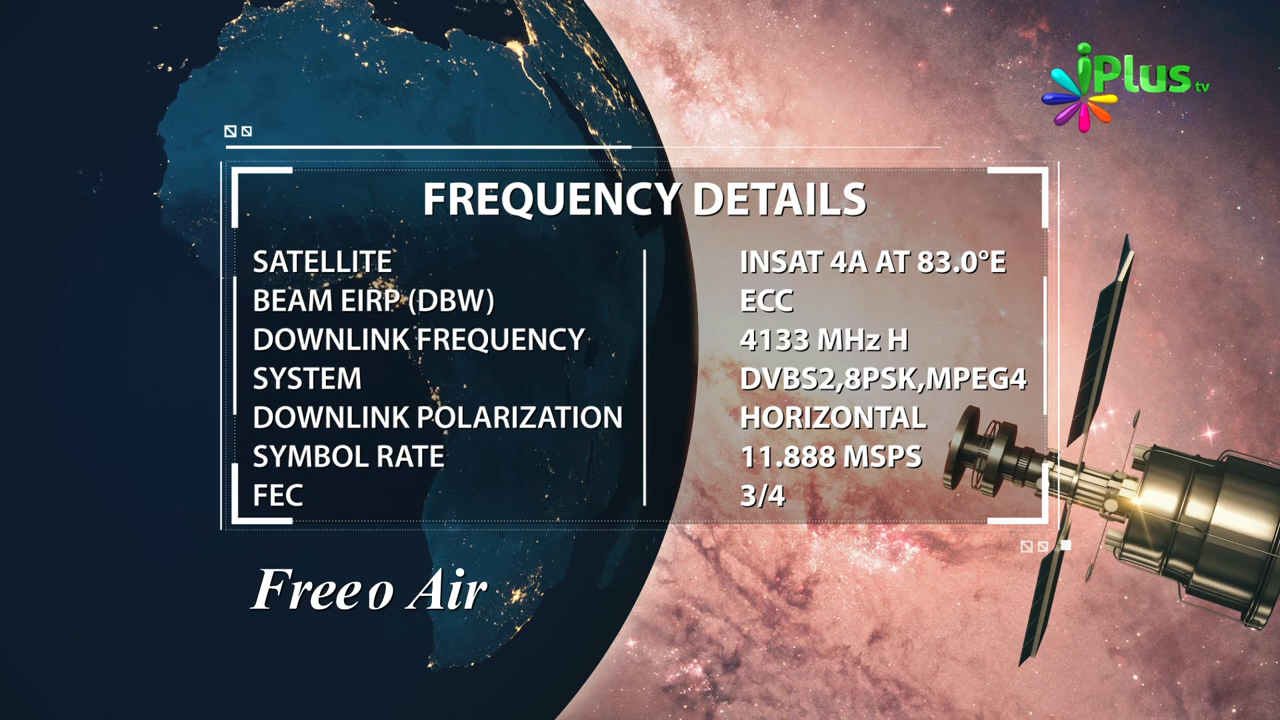 iPlus tv
FREQUENCY DETAILS
SATELLITE INSAT 4A AT 83.0°E
BEAM EIRP (DBW) ECC
DOWNLINK FREQUENCY 4133 MHz H
SYSTEM DVBS2,8PSK,MPEG4
DOWNLINK POLARIZATION HORIZONTAL
SYMBOL RATE 11.888 MSPS
FEC 3/4
Free o Air